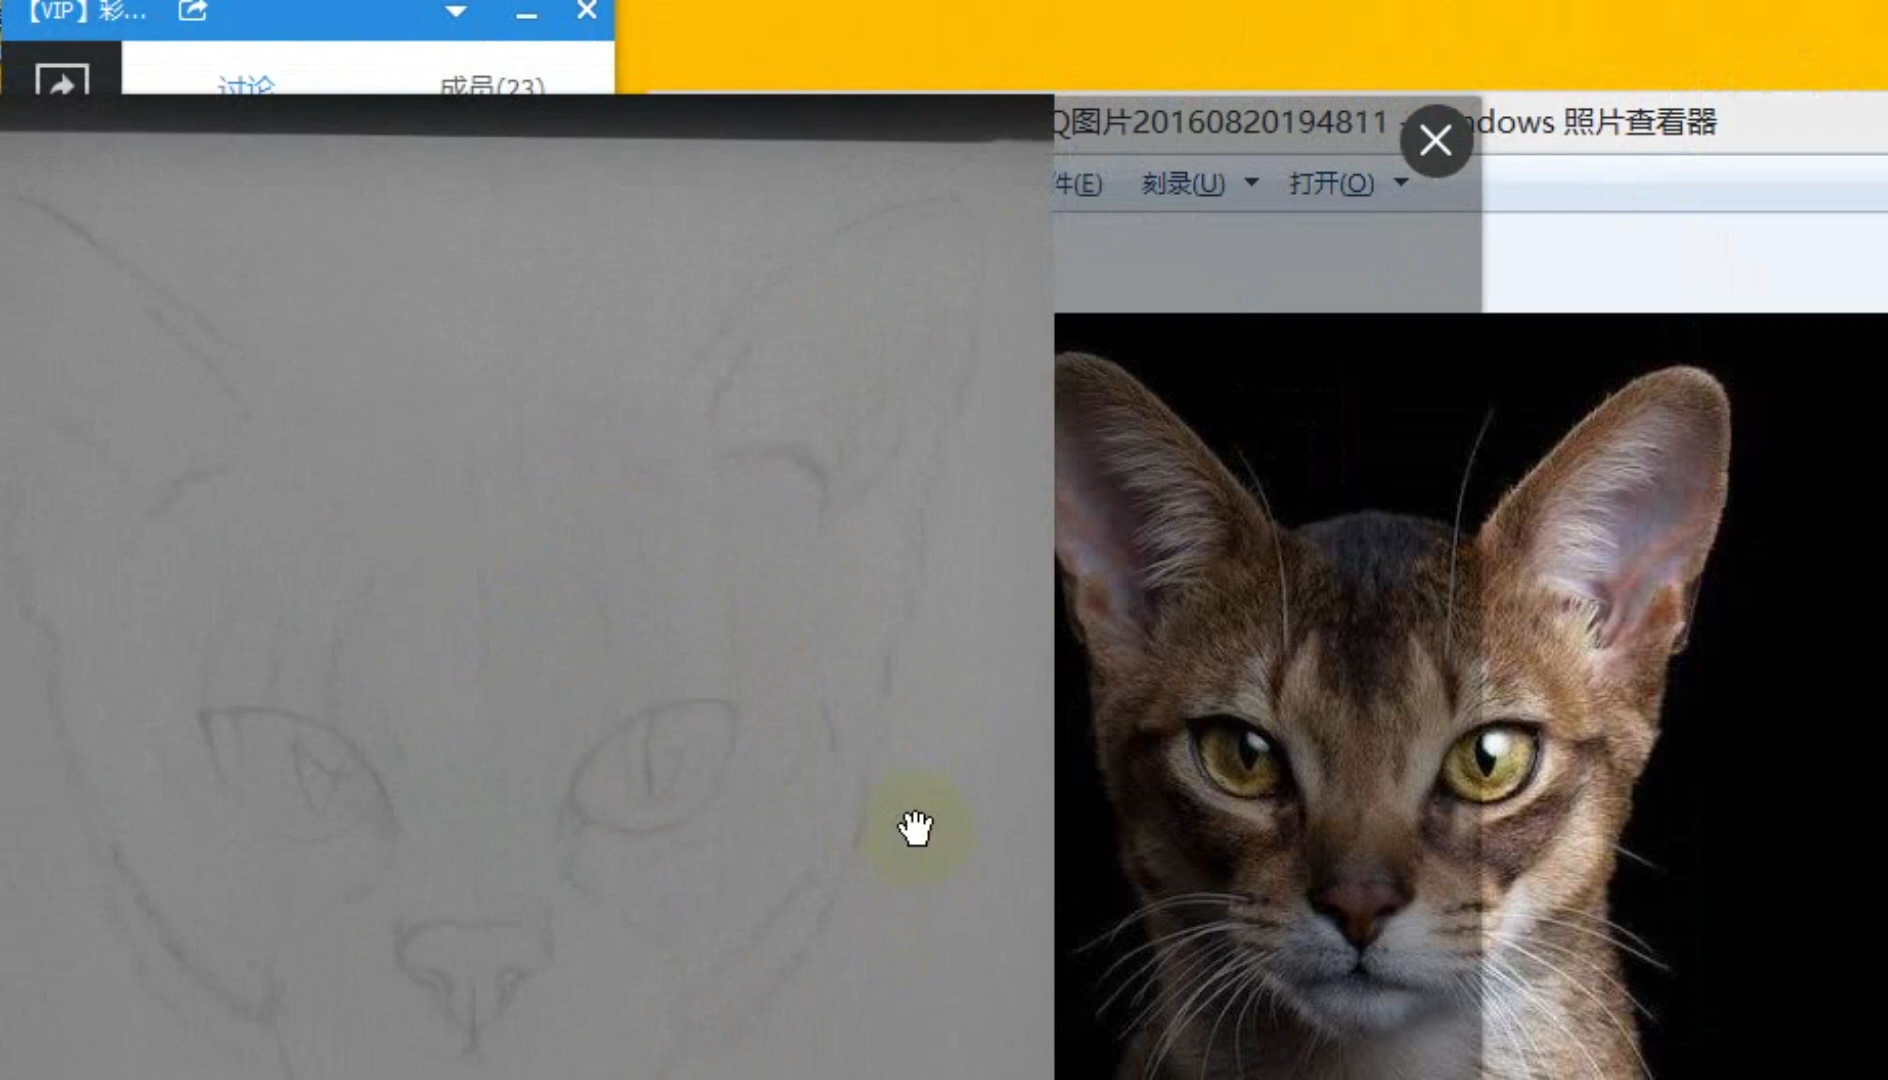 【VIP】彩...
讨论 成员(23)
Q图片20160820194811 - ndows 照片查看器
件(E) 刻录(U) 打开(O)